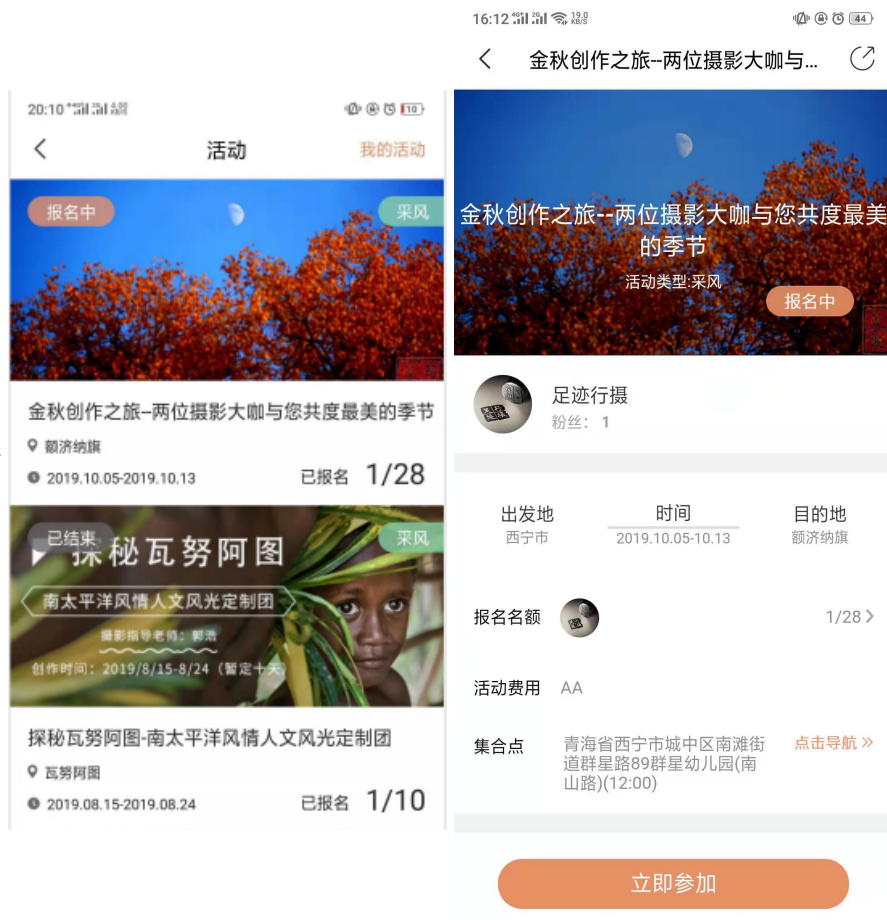 20:10
10
活动
我的活动
报名中
采风
金秋创作之旅--两位摄影大咖与您共度最美的季节
额济纳旗
2019.10.05-2019.10.13
已报名 1/28
已结束
采风
探秘瓦努阿图
南太平洋风情人文风光定制团
摄影指导老师：郭浩
创作时间：2019/8/15-8/24（暂定十天）
探秘瓦努阿图-南太平洋风情人文风光定制团
瓦努阿图
2019.08.15-2019.08.24
已报名 1/10
16:12 4G+ 2G 19.0 KB/S
44
金秋创作之旅--两位摄影大咖与...
金秋创作之旅--两位摄影大咖与您共度最美
的季节
活动类型:采风
报名中
足迹行摄
粉丝： 1
出发地
西宁市
时间
2019.10.05-10.13
目的地
额济纳旗
报名名额
1/28
活动费用 AA
集合点
青海省西宁市城中区南滩街
道群星路89群星幼儿园(南
山路)(12:00)
点击导航
立即参加